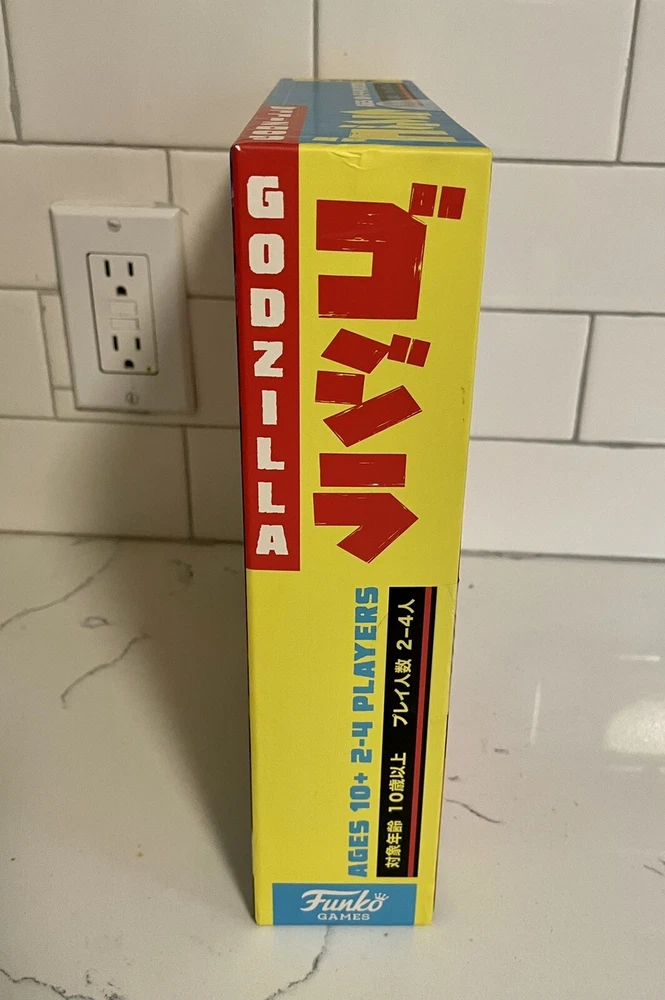 GODZILLA
ゴジラ
AGES 10+ 2-4 PLAYERS
対象年齢 10歳以上 プレイ人数 2-4人
Funko
GAMES